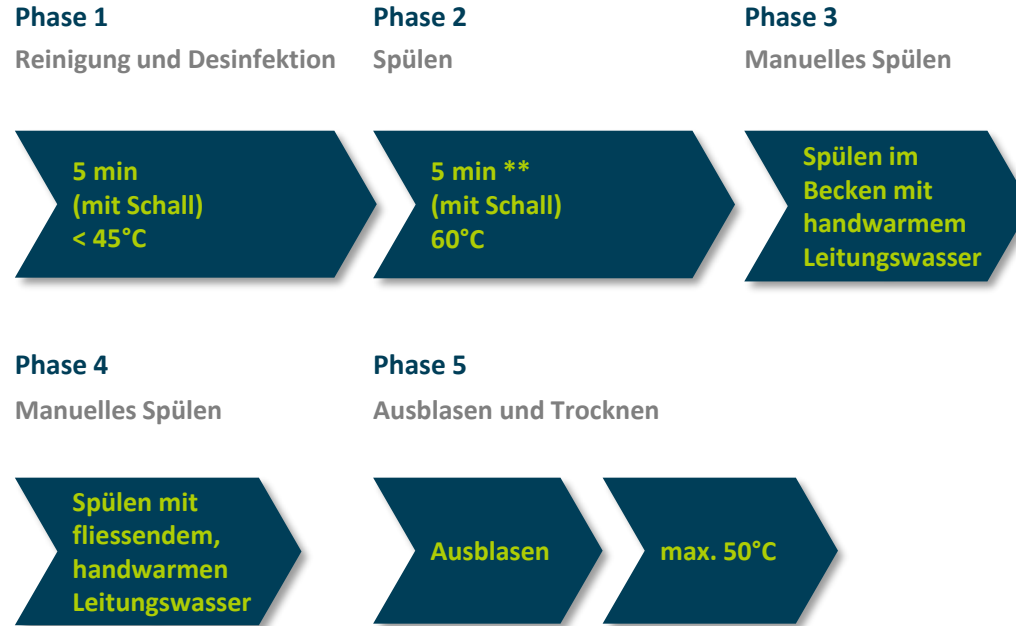 Phase 1
Reinigung und Desinfektion
5 min
(mit Schall)
< 45°C
Phase 2
Spülen
5 min **
(mit Schall)
60°C
Phase 3
Manuelles Spülen
Spülen im
Becken mit
handwarmem
Leitungswasser
Phase 4
Manuelles Spülen
Spülen mit
fliessendem,
handwarmen
Leitungswasser
Phase 5
Ausblasen und Trocknen
Ausblasen
max. 50°C